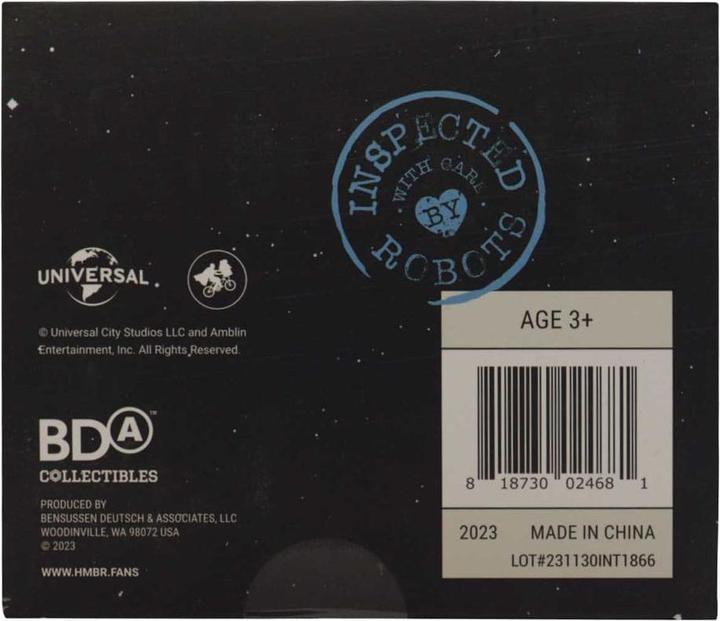 INSPECTED
WITH CARE
BY
ROBOTS
UNIVERSAL
© Universal City Studios LLC and Amblin
Entertainment, Inc. All Rights Reserved.
AGE 3+
8 18730 02468 1
BDA™
COLLECTIBLES
PRODUCED BY
BENSUSSEN DEUTSCH & ASSOCIATES, LLC
WOODINVILLE, WA 98072 USA
© 2023
WWW.HMBR.FANS
2023 MADE IN CHINA
LOT#231130INT1866